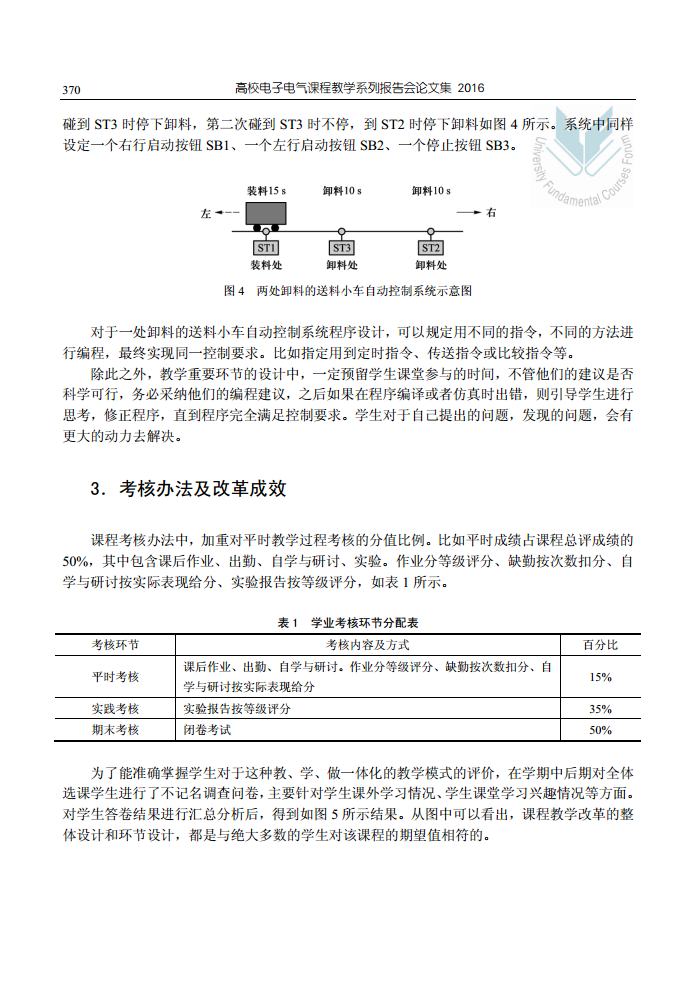 370
高校电子电气课程教学系列报告会论文集 2016
University Fundamental Courses Forum
碰到 ST3 时停下卸料，第二次碰到 ST3 时不停，到 ST2 时停下卸料如图 4 所示。系统中同样
设定一个右行启动按钮 SB1、一个左行启动按钮 SB2、一个停止按钮 SB3。
装料15 s 卸料10 s 卸料10 s
左 右
ST1 ST3 ST2
装料处 卸料处 卸料处
图 4 两处卸料的送料小车自动控制系统示意图
对于一处卸料的送料小车自动控制系统程序设计，可以规定用不同的指令，不同的方法进
行编程，最终实现同一控制要求。比如指定用到定时指令、传送指令或比较指令等。
除此之外，教学重要环节的设计中，一定预留学生课堂参与的时间，不管他们的建议是否
科学可行，务必采纳他们的编程建议，之后如果在程序编译或者仿真时出错，则引导学生进行
思考，修正程序，直到程序完全满足控制要求。学生对于自己提出的问题，发现的问题，会有
更大的动力去解决。
3．考核办法及改革成效
课程考核办法中，加重对平时教学过程考核的分值比例。比如平时成绩占课程总评成绩的
50%，其中包含课后作业、出勤、自学与研讨、实验。作业分等级评分、缺勤按次数扣分、自
学与研讨按实际表现给分、实验报告按等级评分，如表 1 所示。
表 1 学业考核环节分配表
考核环节 考核内容及方式 百分比
平时考核 课后作业、出勤、自学与研讨。作业分等级评分、缺勤按次数扣分、自 15%
学与研讨按实际表现给分
实践考核 实验报告按等级评分 35%
期末考核 闭卷考试 50%
为了能准确掌握学生对于这种教、学、做一体化的教学模式的评价，在学期中后期对全体
选课学生进行了不记名调查问卷，主要针对学生课外学习情况、学生课堂学习兴趣情况等方面。
对学生答卷结果进行汇总分析后，得到如图 5 所示结果。从图中可以看出，课程教学改革的整
体设计和环节设计，都是与绝大多数的学生对该课程的期望值相符的。